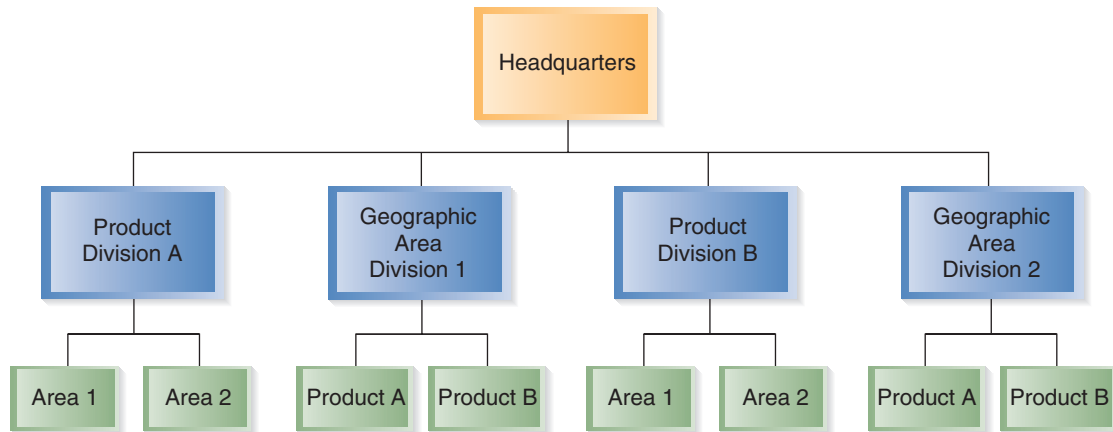 Headquarters
Product
Division A
Geographic
Area
Division 1
Product
Division B
Geographic
Area
Division 2
Area 1
Area 2
Product A
Product B
Area 1
Area 2
Product A
Product B